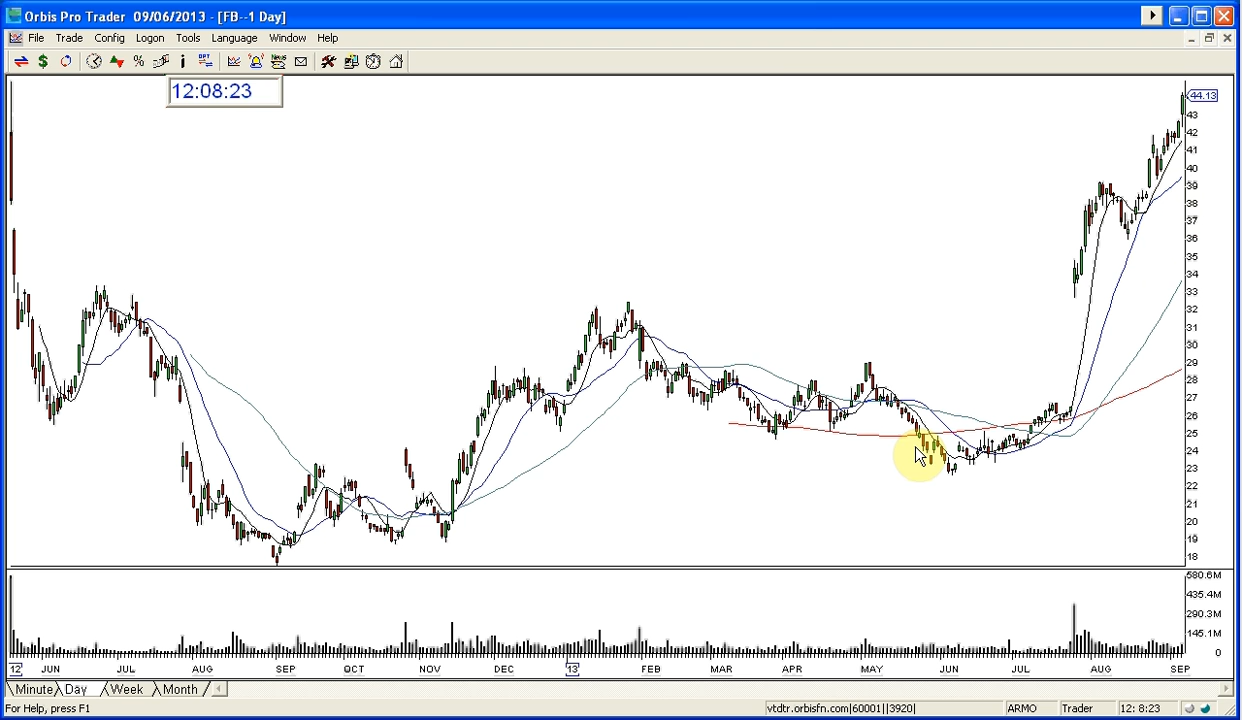 Orbis Pro Trader 09/06/2013 - [FB--1 Day]
File Trade Config Logon Tools Language Window Help
$ % i OPT News
12:08:23
44.13
43
42
41
40
39
38
37
36
35
34
33
32
31
30
29
28
27
26
25
24
23
22
21
20
19
18
580.6M
435.4M
290.3M
145.1M
0
12 JUN JUL AUG SEP OCT NOV DEC 13 FEB MAR APR MAY JUN JUL AUG SEP
Minute Day Week Month
For Help, press F1 vtdtr.orbisfn.com|60001||3920| ARMO Trader 12: 8:23